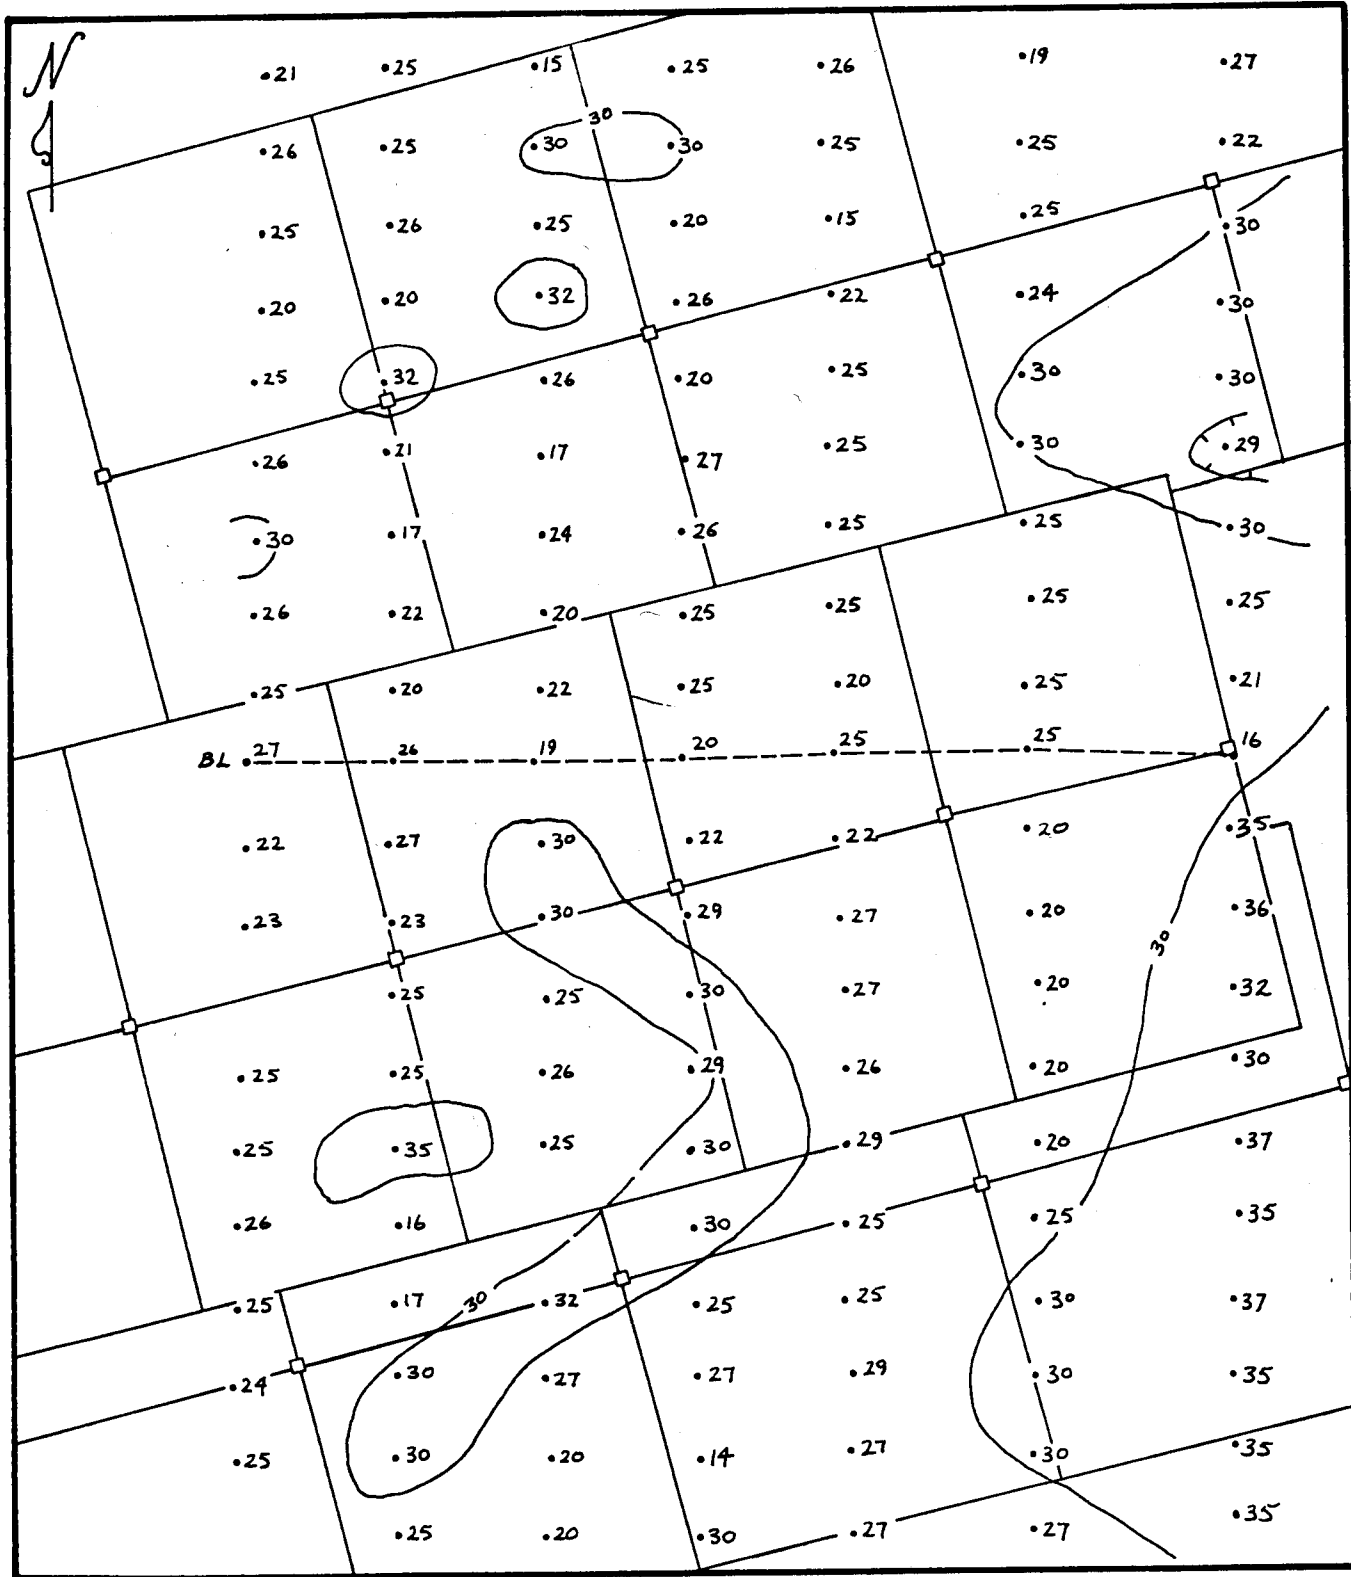 N
21 25 15 25 26 19 27
30
26 25 30 30 25 25 22
25 26 25 20 15 25 30
20 20 32 26 22 24 30
25 32 26 20 25 30 30
26 21 17 27 25 30 29
30 17 24 26 25 25 30
26 22 20 25 25 25 25
25 20 22 25 20 25 21
BL 27 26 19 20 25 25 16
22 27 30 22 22 20 35
23 23 30 29 27 20 36
30
25 25 30 27 20 32
25 25 26 29 26 20 30
25 35 25 30 29 20 37
26 16 30 25 25 35
25 17 30 32 25 25 30 37
24 30 27 27 29 30 35
25 30 20 14 27 30 35
25 20 30 27 27 35